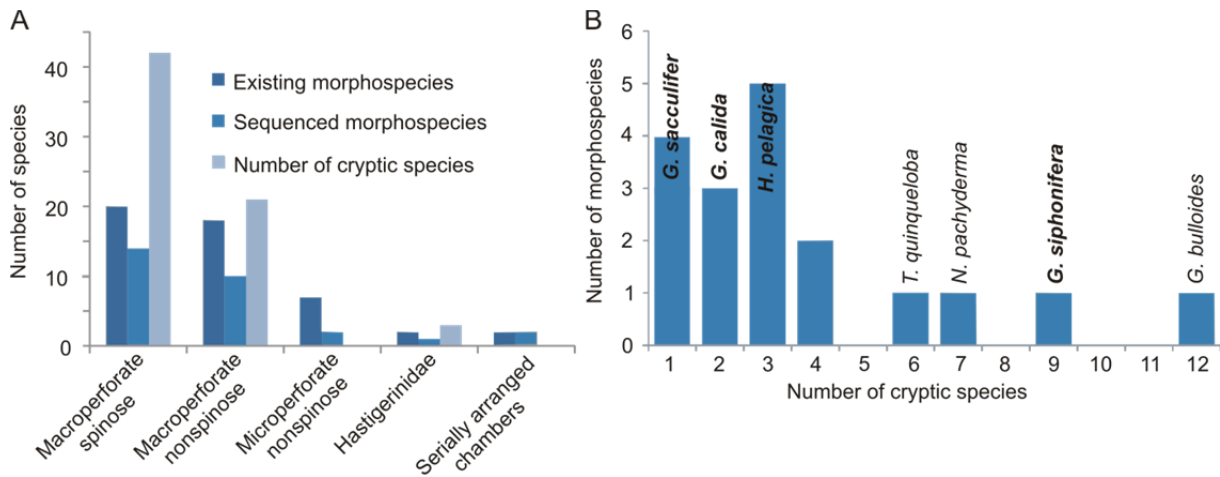 A
Number of species
40
30
20
10
0
Existing morphospecies
Sequenced morphospecies
Number of cryptic species
Macroperforate
spinose
Macroperforate
nonspinose
Microperforate
nonspinose
Hastigerinidae
Serially arranged
chambers
B
Number of morphospecies
6
5
4
3
2
1
0
G. sacculifer
G. calida
H. pelagica
T. quinqueloba
N. pachyderma
G. siphonifera
G. bulloides
1 2 3 4 5 6 7 8 9 10 11 12
Number of cryptic species